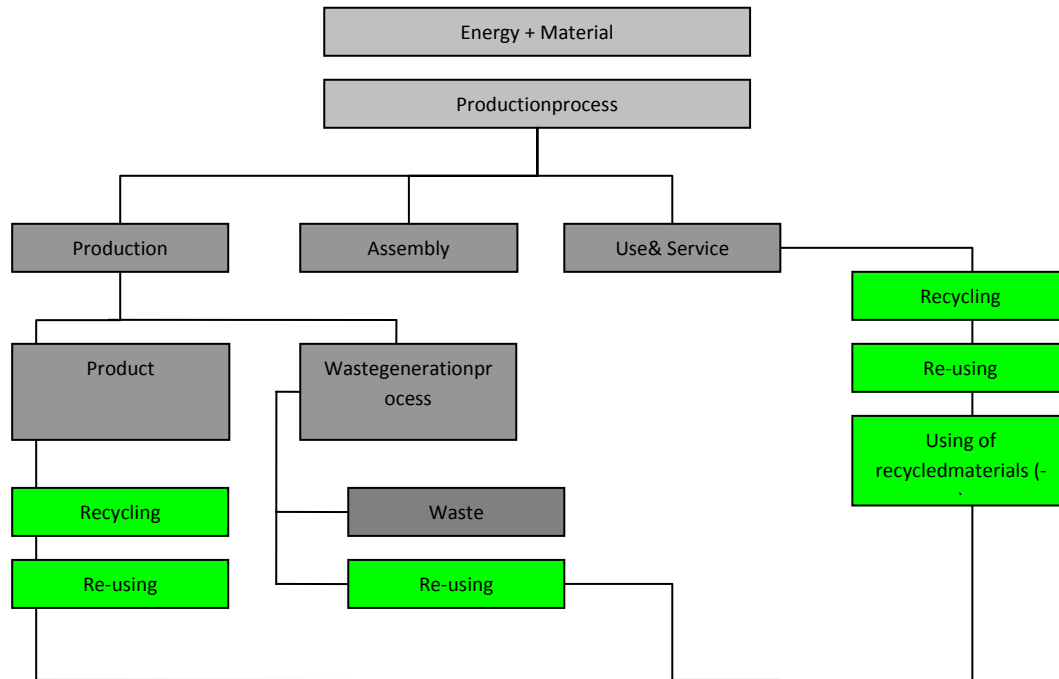 Energy + Material
Productionprocess
Production
Assembly
Use& Service
Recycling
Re-using
Using of
recycledmaterials (-
Product
Wastegenerationpr
ocess
Recycling
Waste
Re-using
Re-using